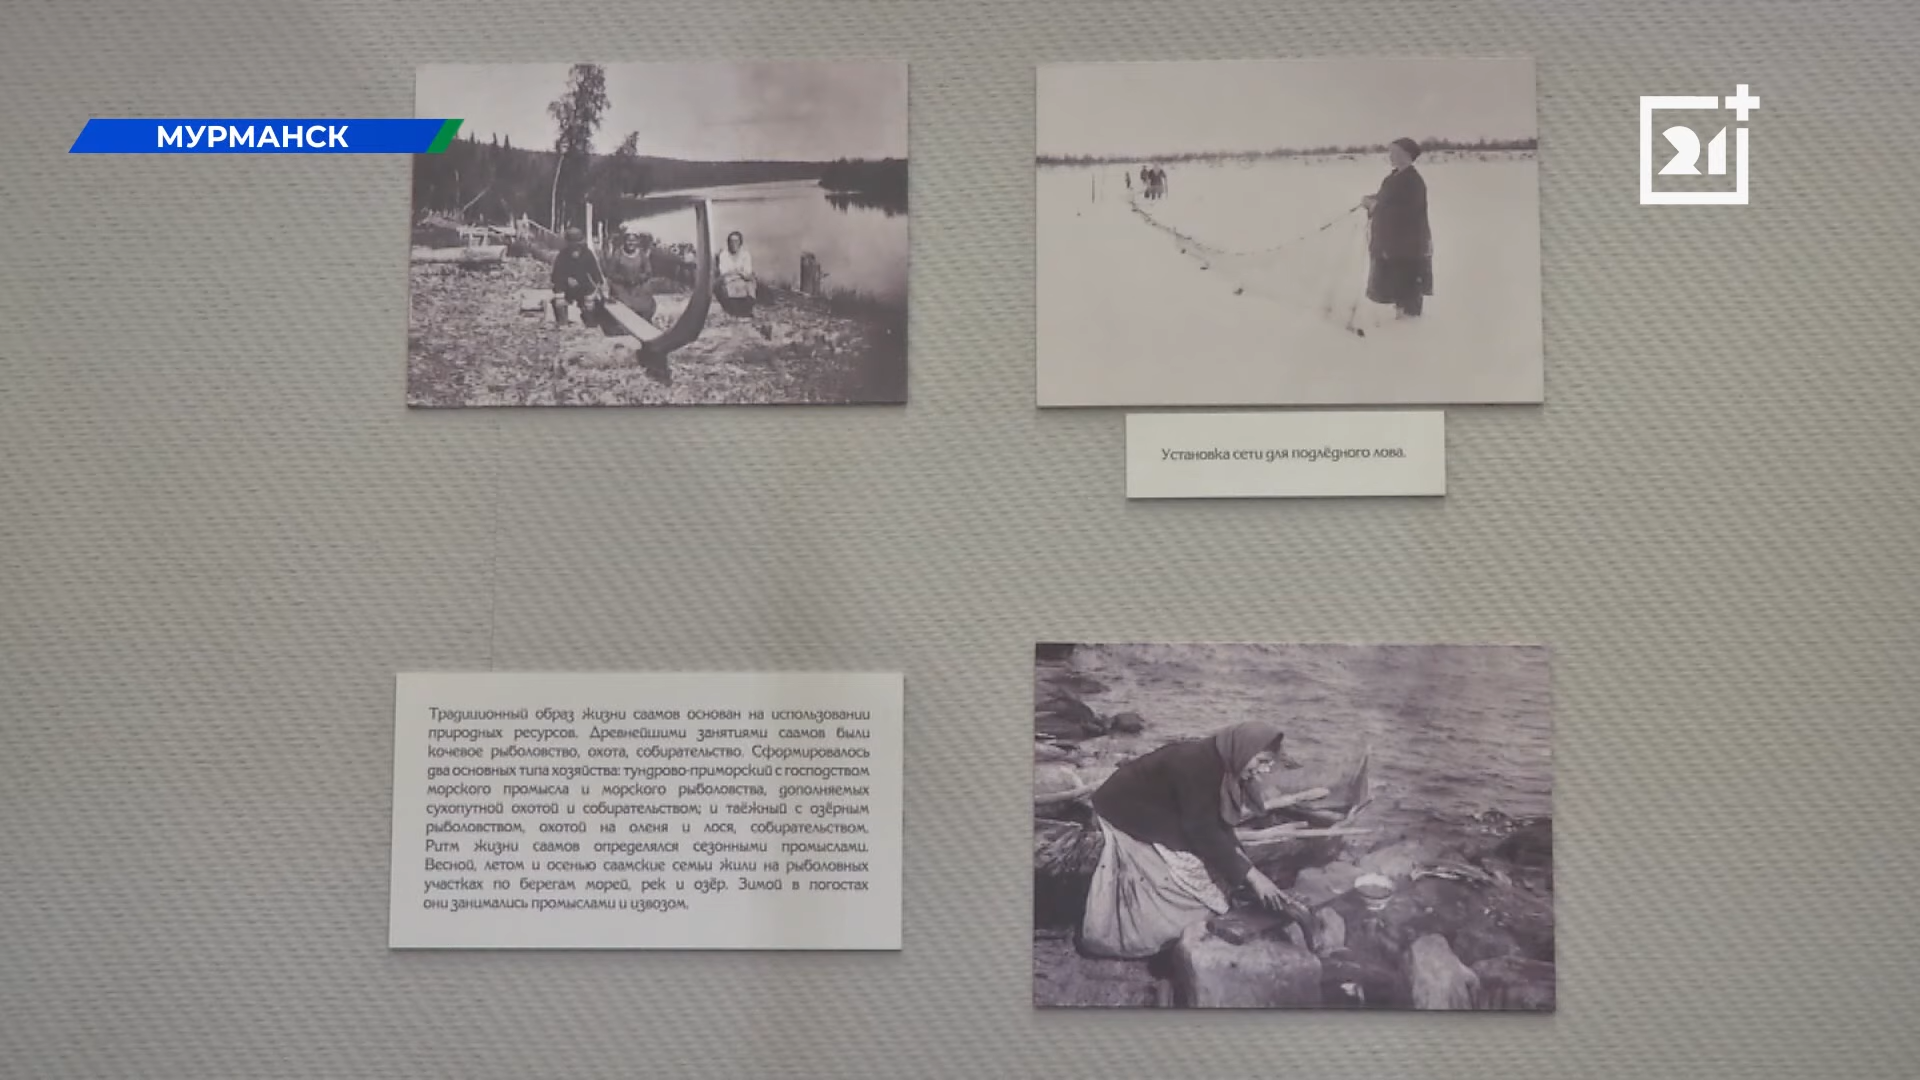 МУРМАНСК
21+
Установка сети для подлёдного лова.
Традиционный образ жизни саамов основан на использовании
природных ресурсов. Древнейшими занятиями саамов были
кочевое рыболовство, охота, собирательство. Сформировалось
два основных типа хозяйства: тундрово-приморский с господством
морского промысла и морского рыболовства, дополняемых
сухопутной охотой и собирательством; и таёжный с озёрным
рыболовством, охотой на оленя и лося, собирательством.
Ритм жизни саамов определялся сезонными промыслами.
Весной, летом и осенью саамские семьи жили на рыболовных
участках по берегам морей, рек и озёр. Зимой в погостах
они занимались промыслами и извозом.